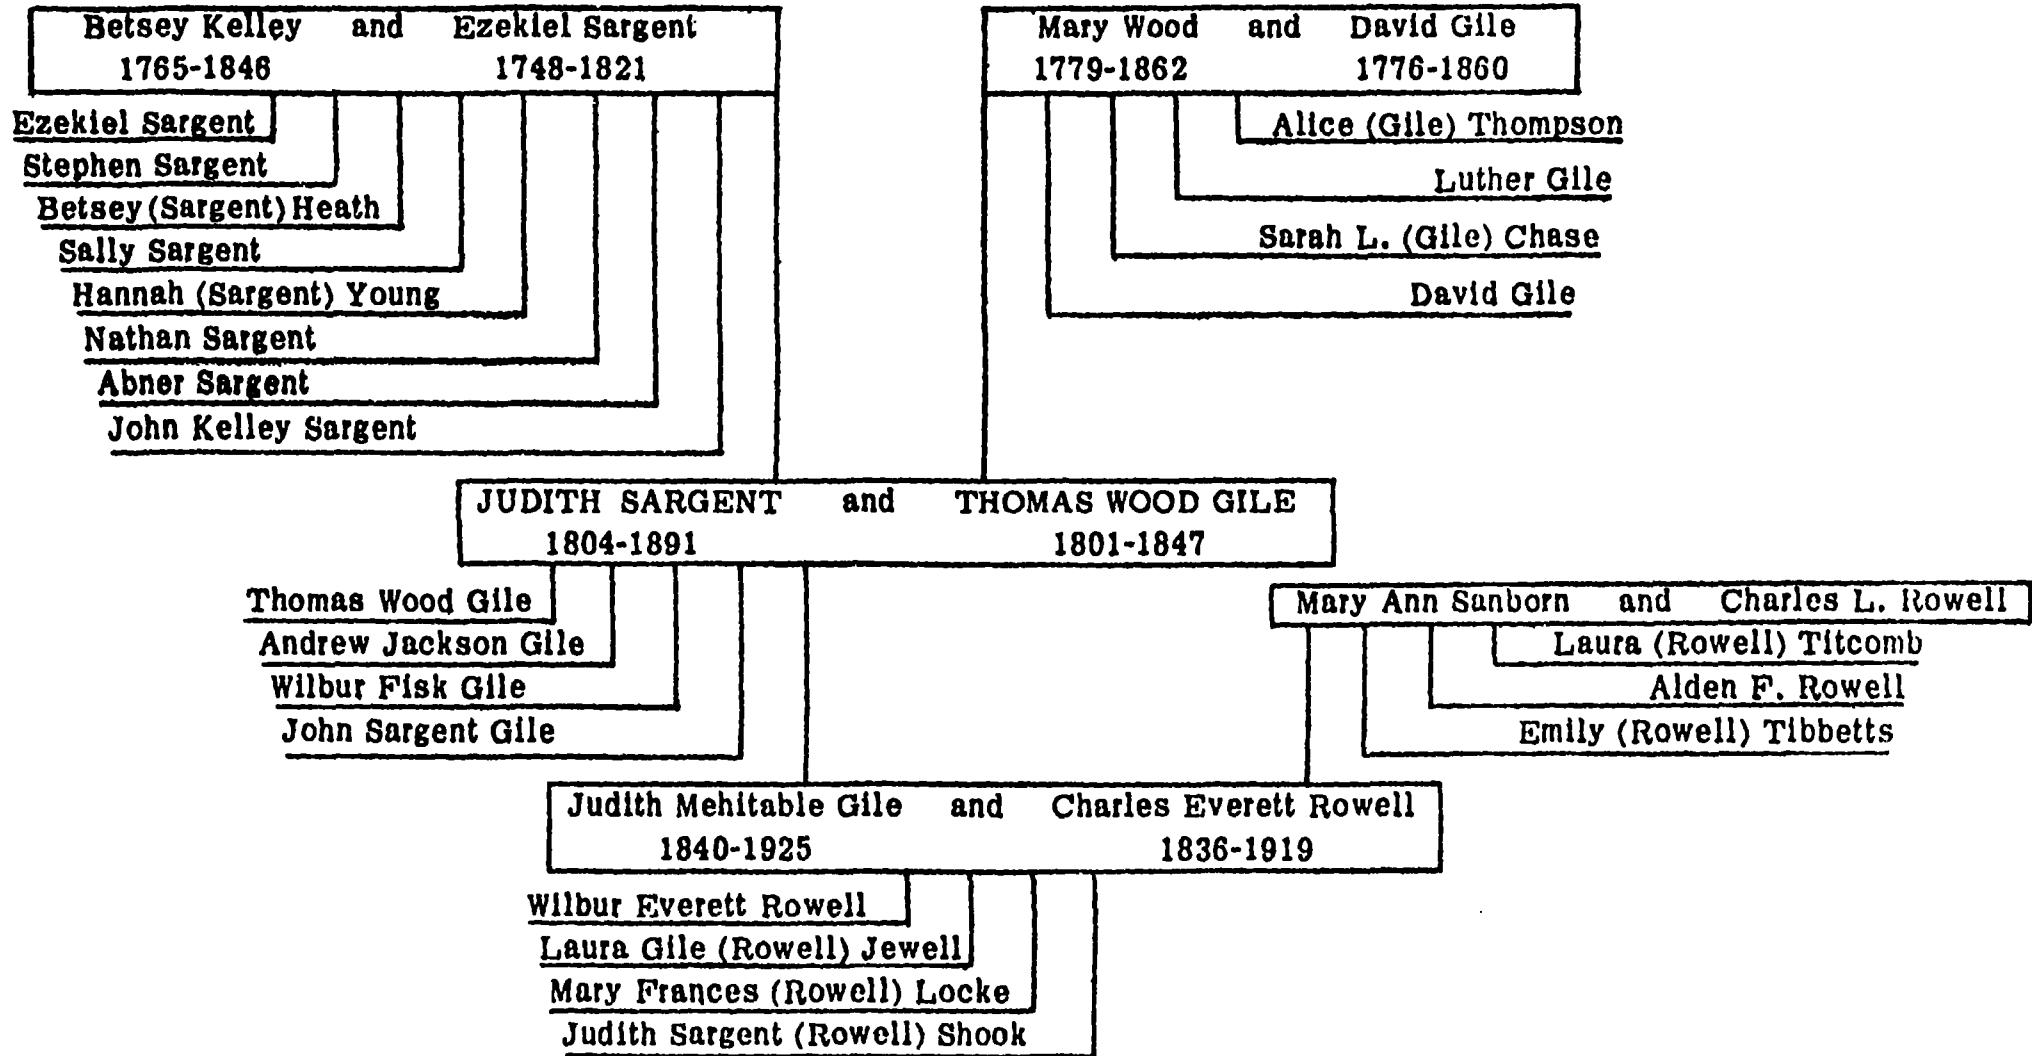 Betsey Kelley and Ezekiel Sargent
1765-1846 1748-1821
Ezekiel Sargent
Stephen Sargent
Betsey (Sargent) Heath
Sally Sargent
Hannah (Sargent) Young
Nathan Sargent
Abner Sargent
John Kelley Sargent
Mary Wood and David Gile
1779-1862 1776-1860
Alice (Gile) Thompson
Luther Gile
Sarah L. (Gile) Chase
David Gile
JUDITH SARGENT and THOMAS WOOD GILE
1804-1891 1801-1847
Thomas Wood Gile
Andrew Jackson Gile
Wilbur Fisk Gile
John Sargent Gile
Mary Ann Sanborn and Charles L. Rowell
Laura (Rowell) Titcomb
Alden F. Rowell
Emily (Rowell) Tibbetts
Judith Mehitable Gile and Charles Everett Rowell
1840-1925 1836-1919
Wilbur Everett Rowell
Laura Gile (Rowell) Jewell
Mary Frances (Rowell) Locke
Judith Sargent (Rowell) Shook